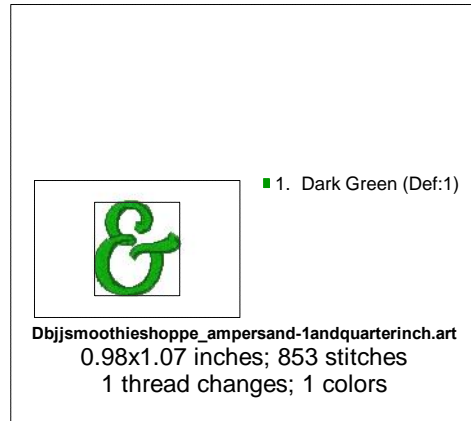 1. Dark Green (Def:1)
&
Dbjjsmoothieshoppe_ampersand-1andquarterinch.art
0.98x1.07 inches; 853 stitches
1 thread changes; 1 colors